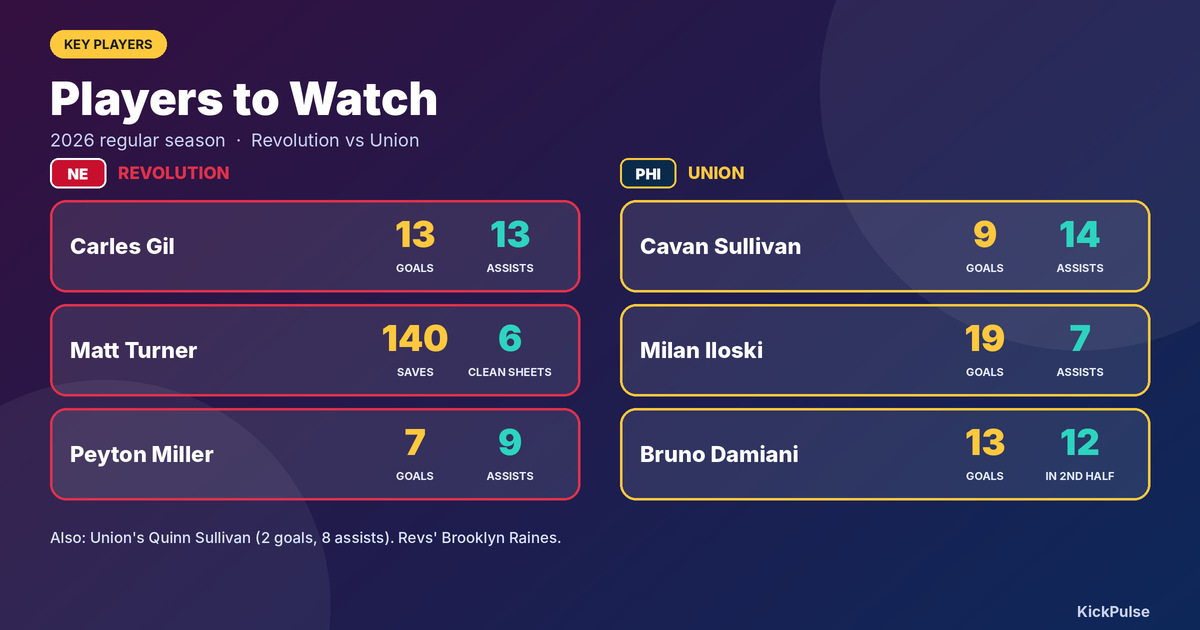 KEY PLAYERS
Players to Watch
2026 regular season · Revolution vs Union
NE REVOLUTION
Carles Gil
13 13
GOALS ASSISTS
Matt Turner
140 6
SAVES CLEAN SHEETS
Peyton Miller
7 9
GOALS ASSISTS
PHI UNION
Cavan Sullivan
9 14
GOALS ASSISTS
Milan Iloski
19 7
GOALS ASSISTS
Bruno Damiani
13 12
GOALS IN 2ND HALF
Also: Union's Quinn Sullivan (2 goals, 8 assists). Revs' Brooklyn Raines.
KickPulse